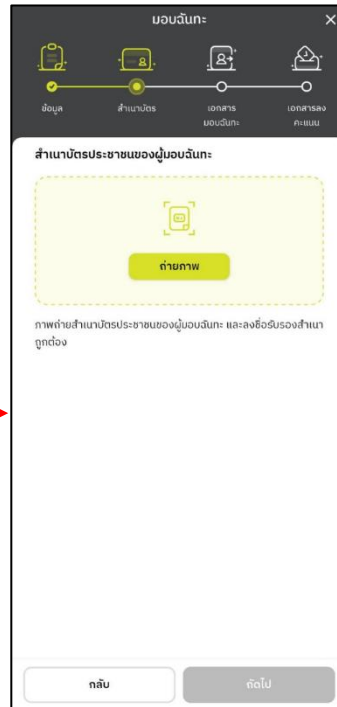 มอบฉันทะ
ข้อมูล
สำเนาบัตร
เอกสาร
มอบฉันทะ
เอกสารลง
คะแนน
สำเนาบัตรประชาชนของผู้มอบฉันทะ
ถ่ายภาพ
ภาพถ่ายสำเนาบัตรประชาชนของผู้มอบฉันทะ และลงชื่อรับรองสำเนา
ถูกต้อง
กลับ
ถัดไป